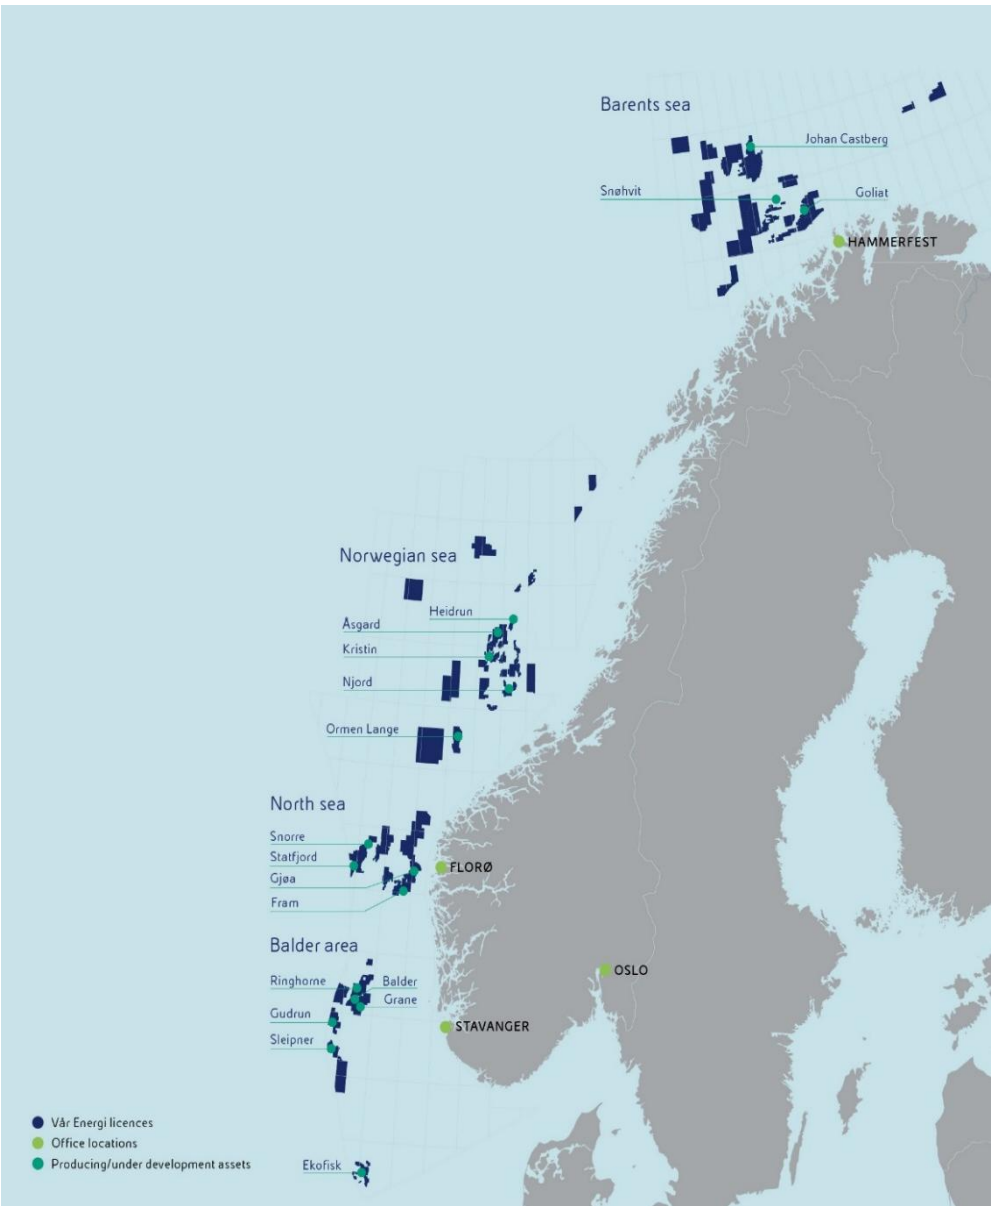 Barents sea
Johan Castberg
Snøhvit
Goliat
HAMMERFEST
Norwegian sea
Heidrun
Åsgard
Kristin
Njord
Ormen Lange
North sea
Snorre
Statfjord
Gjøa
Fram
FLORØ
Balder area
Ringhorne
Balder
Grane
Gudrun
Sleipner
OSLO
STAVANGER
Vår Energi licences
Office locations
Producing/under development assets
Ekofisk